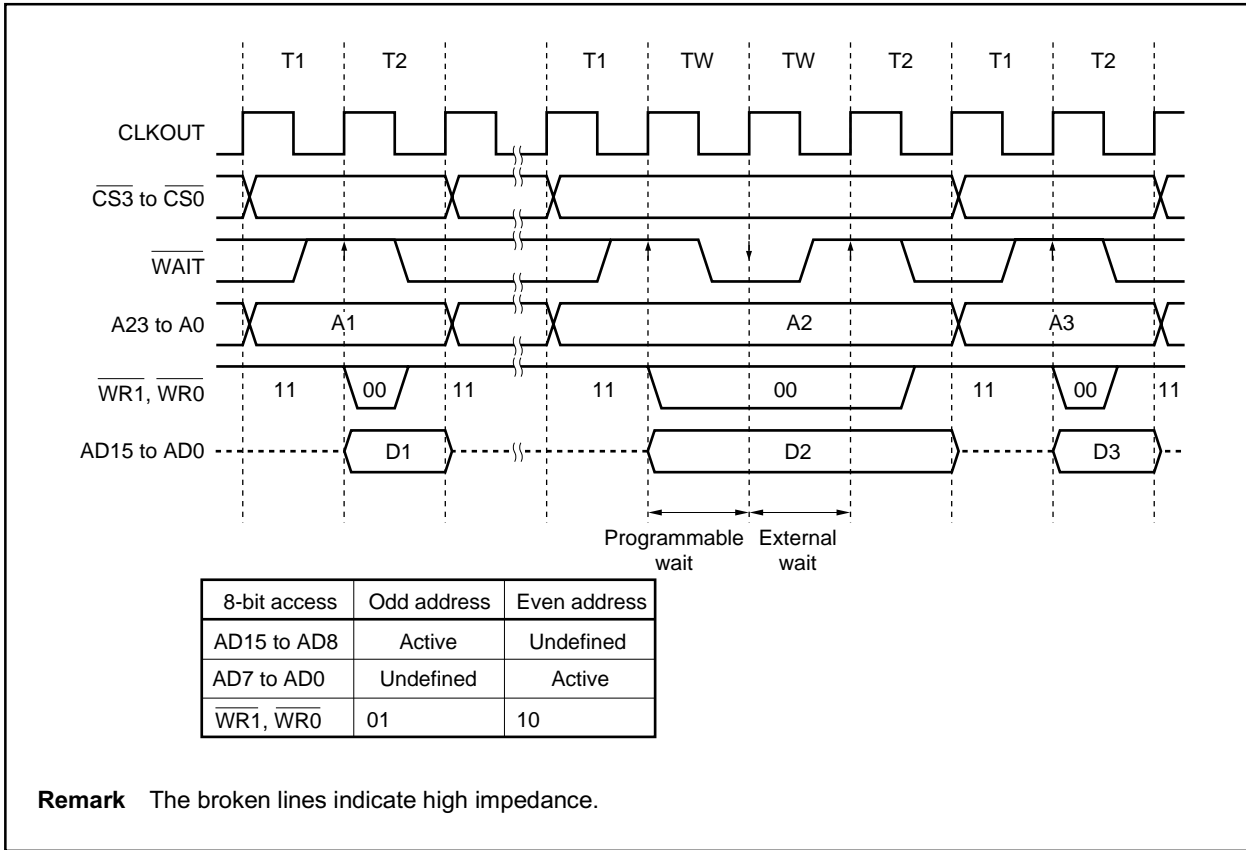 T1 T2 T1 TW TW T2 T1 T2
CLKOUT
CS3 to CS0
WAIT
A23 to A0 A1 A2 A3
WR1, WR0 11 00 11 11 00 11 00 11
AD15 to AD0 D1 D2 D3
Programmable wait
External wait
8-bit access Odd address Even address
AD15 to AD8 Active Undefined
AD7 to AD0 Undefined Active
WR1, WR0 01 10
Remark The broken lines indicate high impedance.